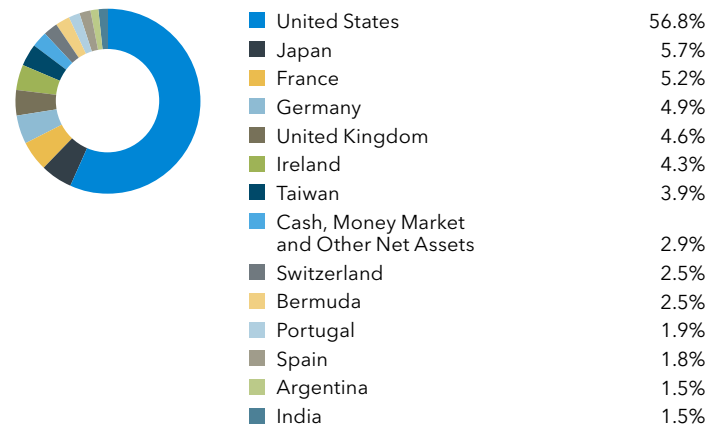 United States 56.8%
Japan 5.7%
France 5.2%
Germany 4.9%
United Kingdom 4.6%
Ireland 4.3%
Taiwan 3.9%
Cash, Money Market
and Other Net Assets 2.9%
Switzerland 2.5%
Bermuda 2.5%
Portugal 1.9%
Spain 1.8%
Argentina 1.5%
India 1.5%